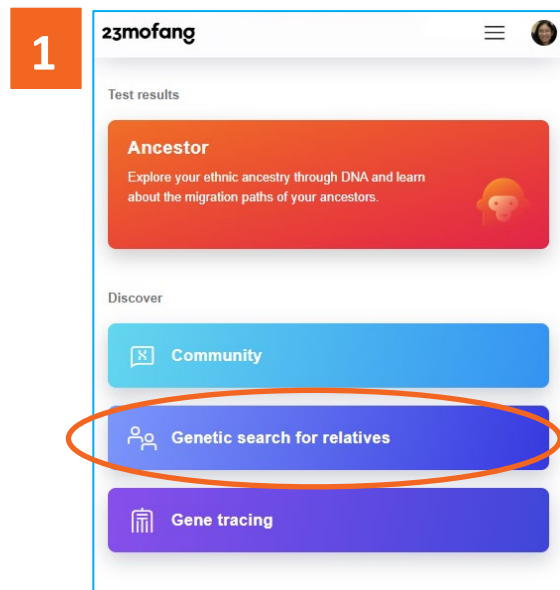 1
23mofang
Test results
Ancestor
Explore your ethnic ancestry through DNA and learn
about the migration paths of your ancestors.
Discover
Community
Genetic search for relatives
Gene tracing